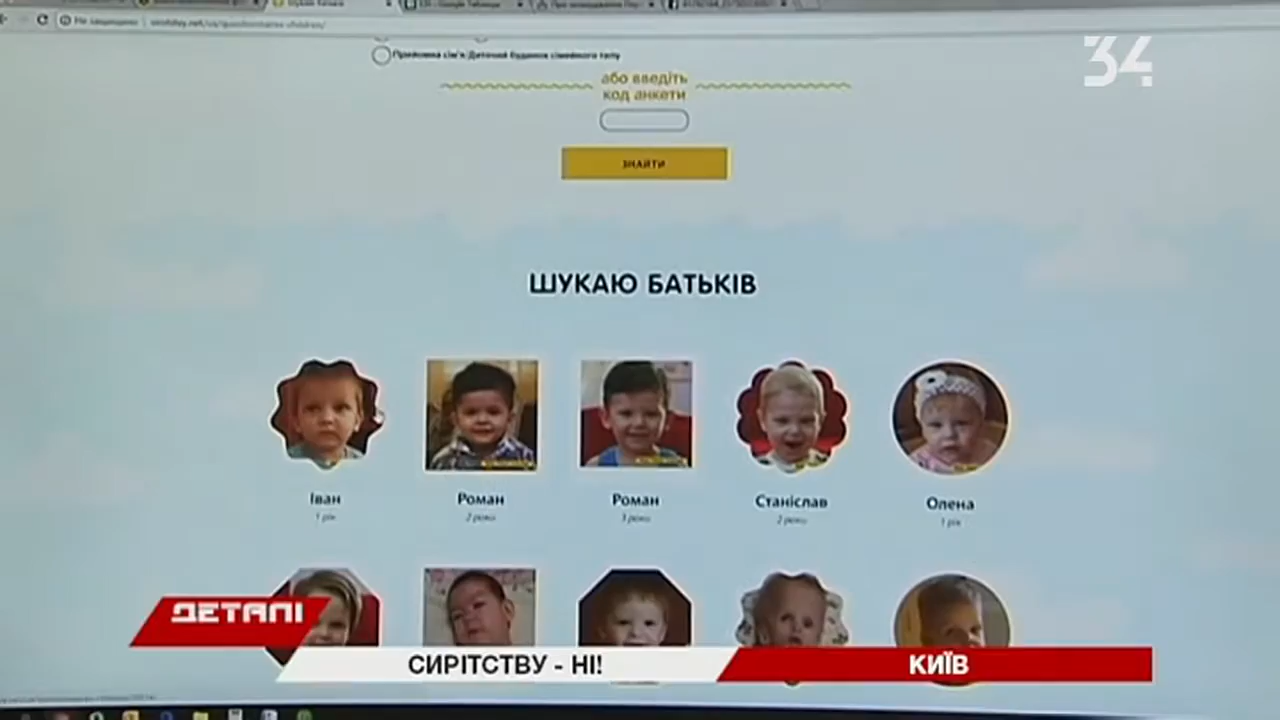 34
Прийомна сім'я/Дитячий будинок сімейного типу
або введіть
код анкети
ЗНАЙТИ
ШУКАЮ БАТЬКІВ
Іван
Роман
Роман
Станіслав
Олена
1 рік
2 роки
3 роки
2 роки
1 рік
ДЕТАЛІ
СИРІТСТВУ - НІ!
КИЇВ